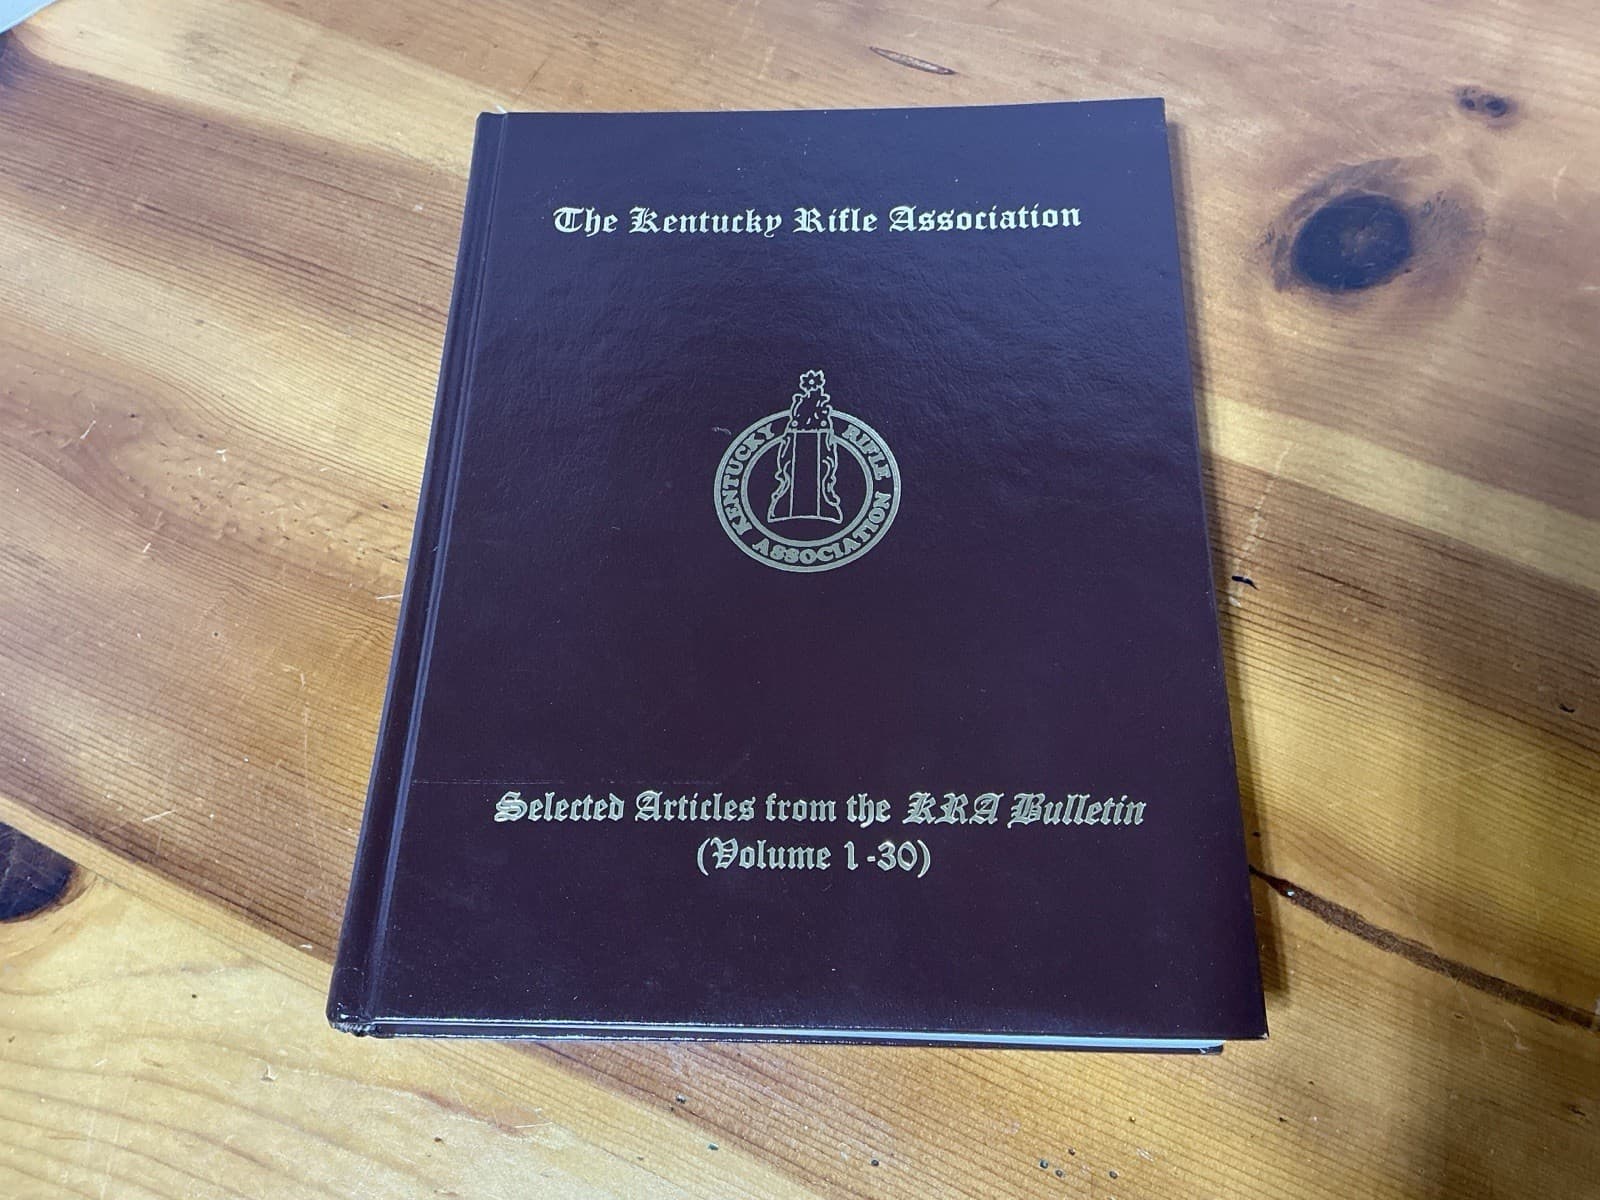 The Kentucky Rifle Association
KENTUCKY RIFLE ASSOCIATION
Selected Articles from the KRA Bulletin
(Volume 1-30)